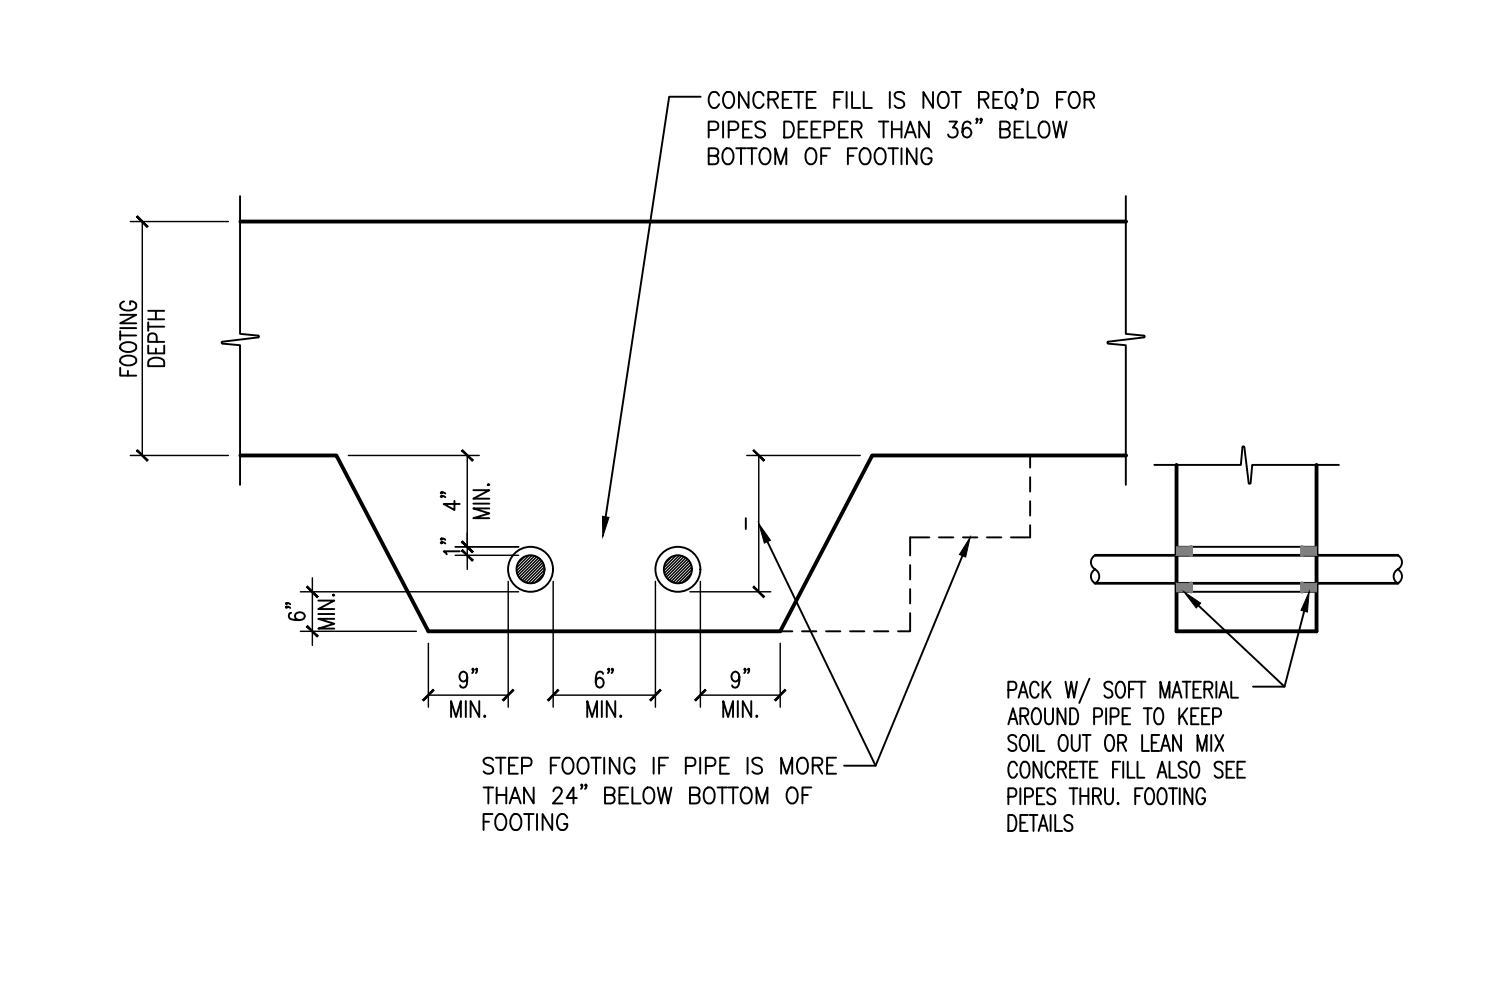 CONCRETE FILL IS NOT REQ'D FOR
PIPES DEEPER THAN 36" BELOW
BOTTOM OF FOOTING
FOOTING
DEPTH
4"
MIN.
1"
6"
MIN.
9"
MIN.
6"
MIN.
9"
MIN.
STEP FOOTING IF PIPE IS MORE
THAN 24" BELOW BOTTOM OF
FOOTING
PACK W/ SOFT MATERIAL
AROUND PIPE TO KEEP
SOIL OUT OR LEAN MIX
CONCRETE FILL ALSO SEE
PIPES THRU. FOOTING
DETAILS